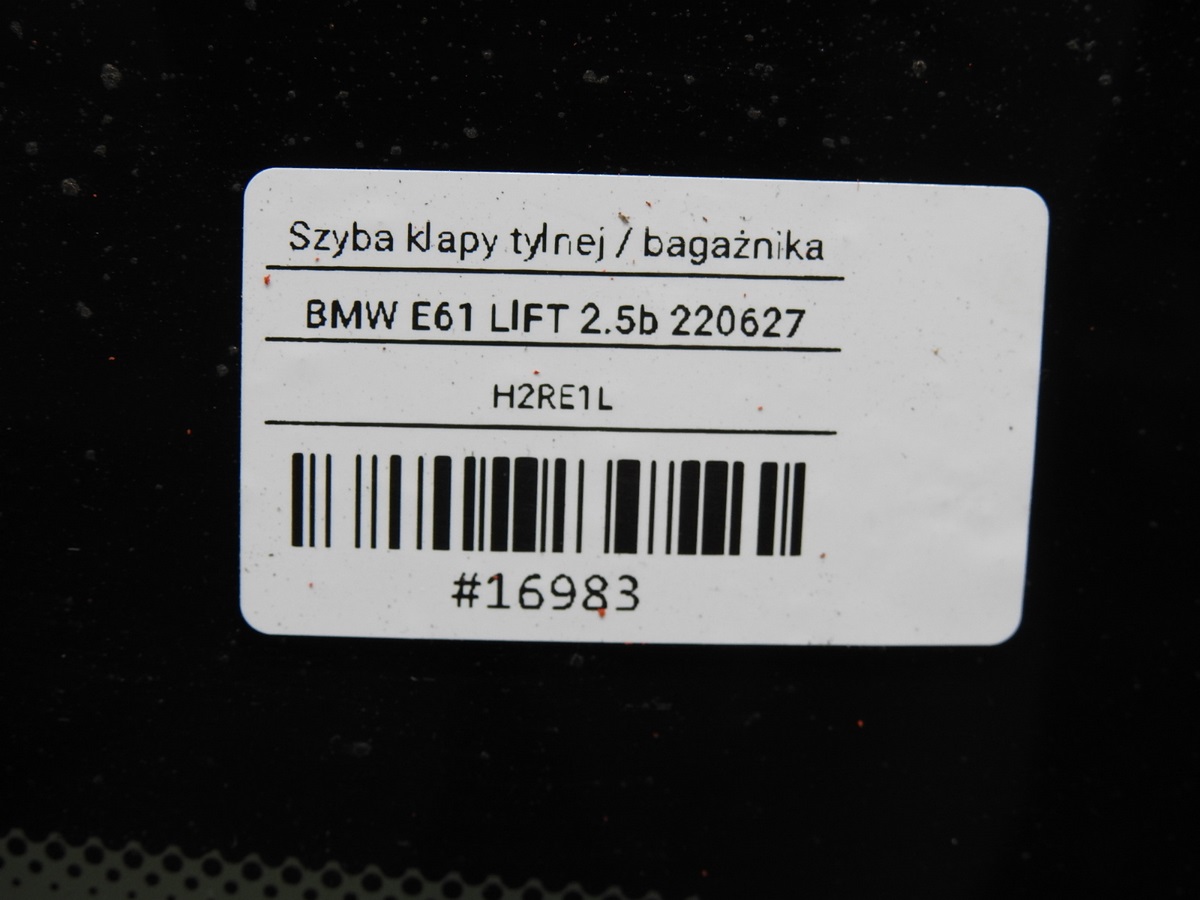 Szyba klapy tylnej / bagażnika
BMW E61 LIFT 2.5b 220627
H2RE1L
#16983